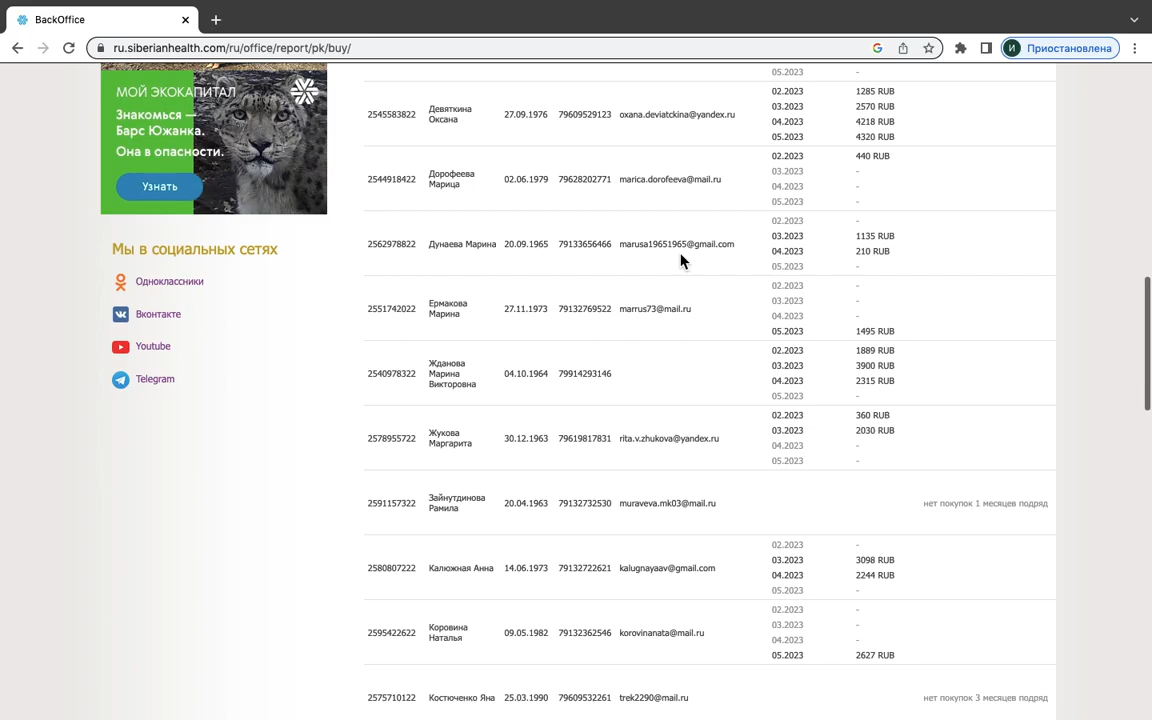 BackOffice
ru.siberianhealth.com/ru/office/report/pk/buy/
И Приостановлена
МОЙ ЭКОКАПИТАЛ
Знакомься —
Барс Южанка.
Она в опасности.
Узнать
Мы в социальных сетях
Одноклассники
Вконтакте
Youtube
Telegram
05.2023 -
2545583822 Девяткина Оксана 27.09.1976 79609529123 oxana.deviatckina@yandex.ru
02.2023 1285 RUB
03.2023 2570 RUB
04.2023 4218 RUB
05.2023 4320 RUB
2544918422 Дорофеева Марица 02.06.1979 79628202771 marica.dorofeeva@mail.ru
02.2023 440 RUB
03.2023 -
04.2023 -
05.2023 -
2562978822 Дунаева Марина 20.09.1965 79133656466 marusa19651965@gmail.com
02.2023 -
03.2023 1135 RUB
04.2023 210 RUB
05.2023 -
2551742022 Ермакова Марина 27.11.1973 79132769522 marrus73@mail.ru
02.2023 -
03.2023 -
04.2023 -
05.2023 1495 RUB
2540978322 Жданова Марина Викторовна 04.10.1964 79914293146
02.2023 1889 RUB
03.2023 3900 RUB
04.2023 2315 RUB
05.2023 -
2578955722 Жукова Маргарита 30.12.1963 79619817831 rita.v.zhukova@yandex.ru
02.2023 360 RUB
03.2023 2030 RUB
04.2023 -
05.2023 -
2591157322 Зайнутдинова Рамила 20.04.1963 79132732530 muraveva.mk03@mail.ru нет покупок 1 месяцев подряд
2580807222 Калюжная Анна 14.06.1973 79132722621 kalugnayaav@gmail.com
02.2023 -
03.2023 3098 RUB
04.2023 2244 RUB
05.2023 -
2595422622 Коровина Наталья 09.05.1982 79132362546 korovinanata@mail.ru
02.2023 -
03.2023 -
04.2023 -
05.2023 2627 RUB
2575710122 Костюченко Яна 25.03.1990 79609532261 trek2290@mail.ru нет покупок 3 месяцев подряд